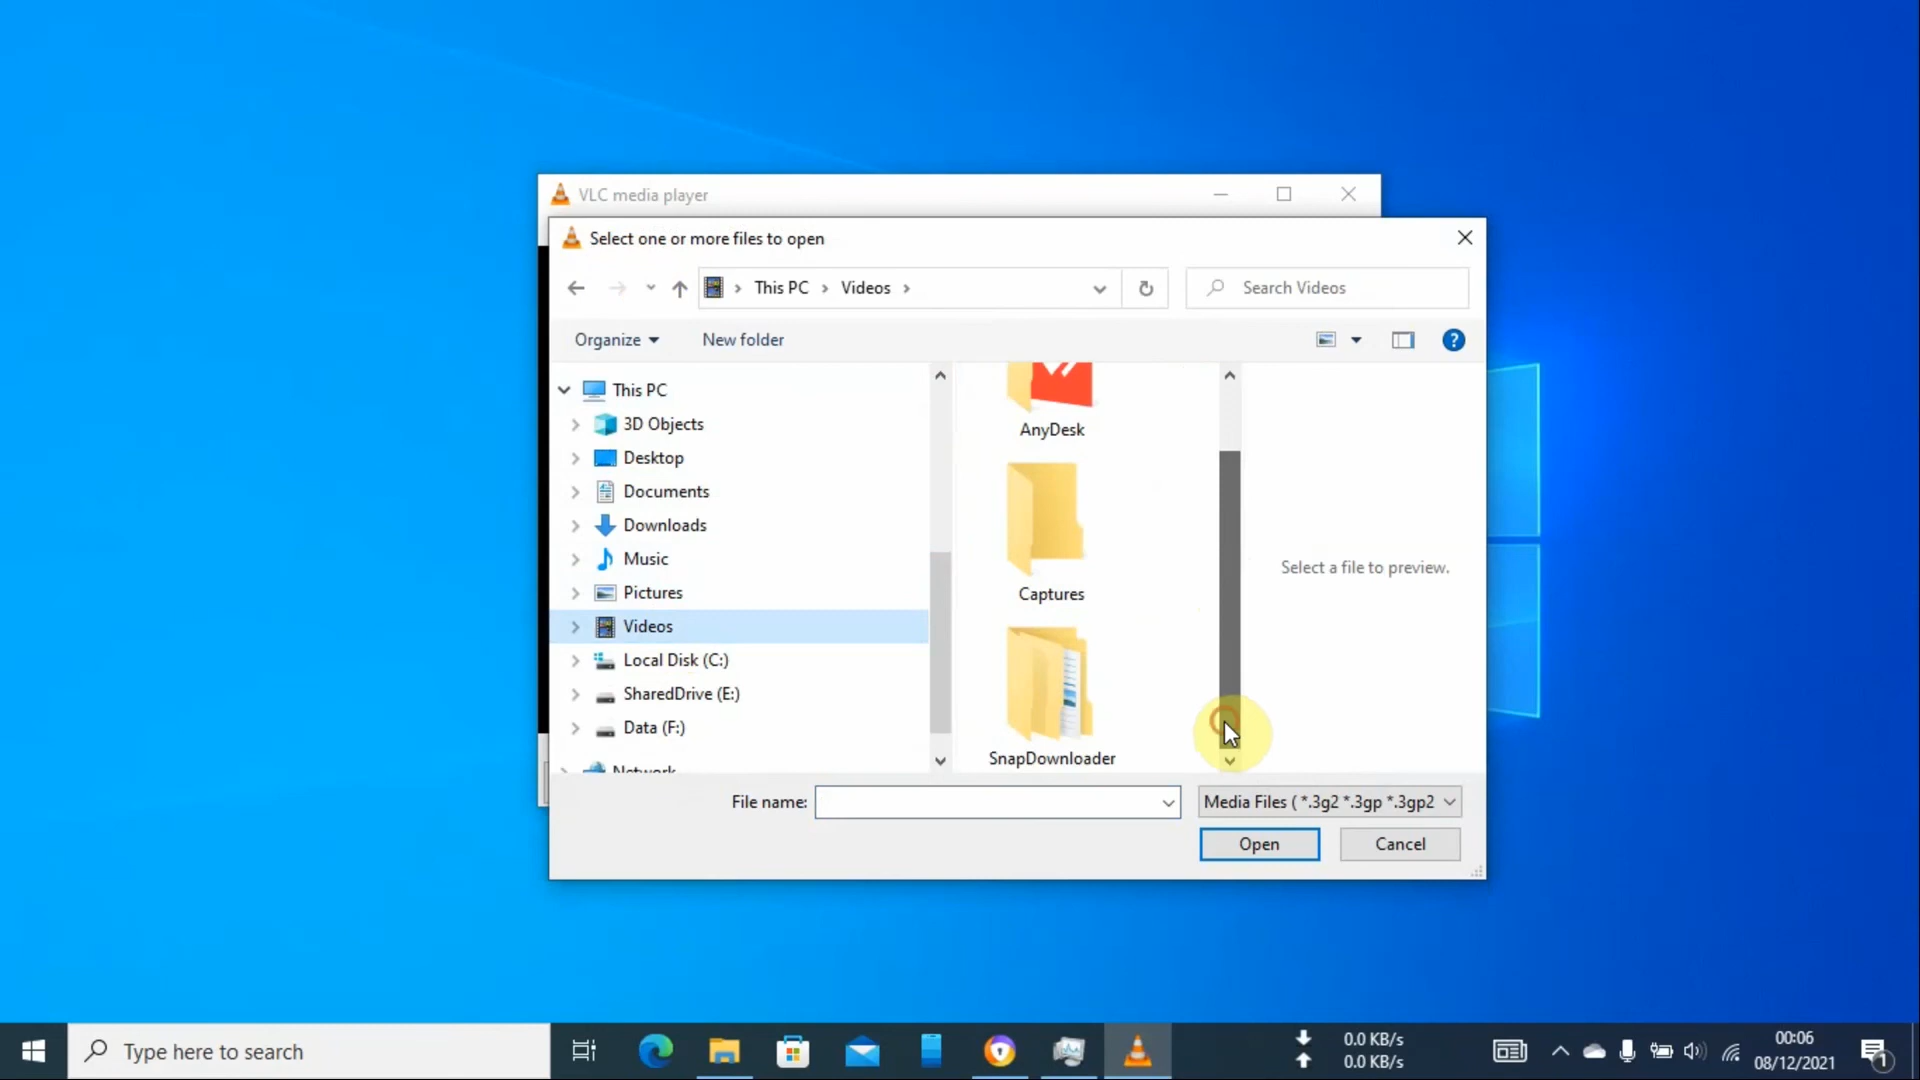 VLC media player
Select one or more files to open
This PC
Videos
Search Videos
Organize
New folder
This PC
3D Objects
Desktop
Documents
Downloads
Music
Pictures
Videos
Local Disk (C:)
SharedDrive (E:)
Data (F:)
Network
AnyDesk
Captures
SnapDownloader
Select a file to preview.
File name:
Media Files ( *.3g2 *.3gp *.3gp2
Open
Cancel
Type here to search
0.0 KB/s
0.0 KB/s
00:06
08/12/2021
1